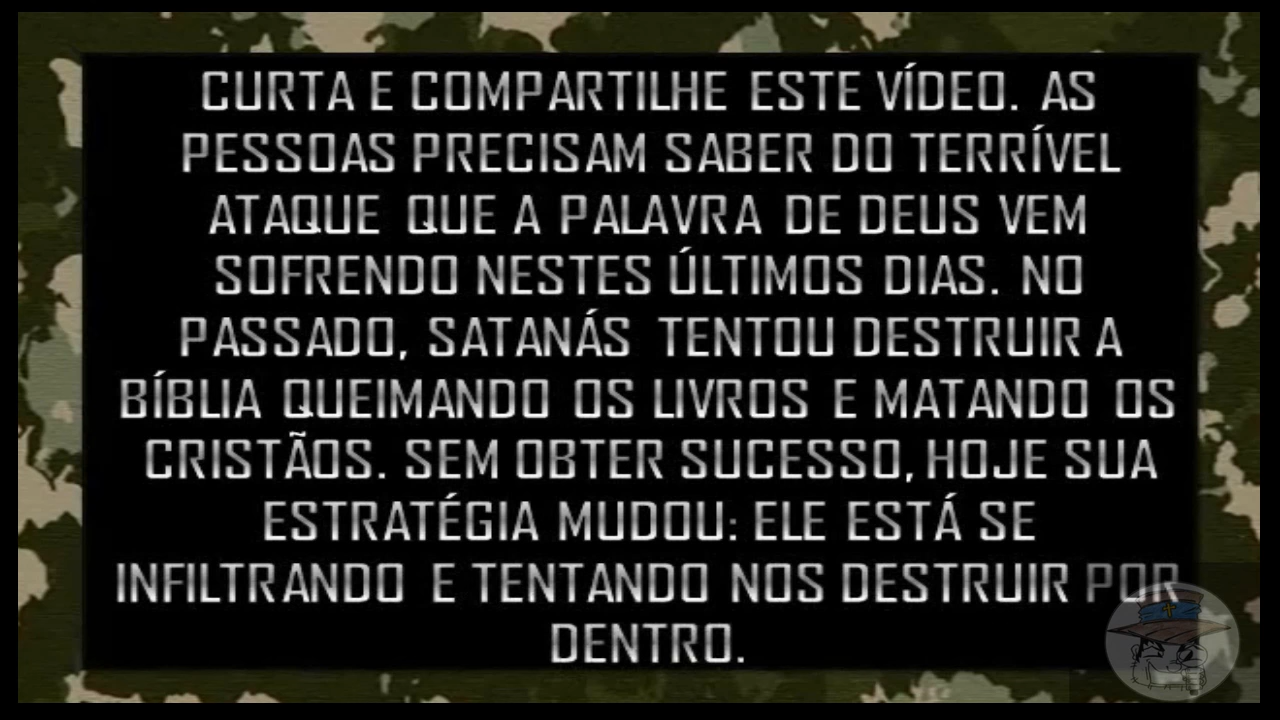 CURTA E COMPARTILHE ESTE VÍDEO. AS
PESSOAS PRECISAM SABER DO TERRÍVEL
ATAQUE QUE A PALAVRA DE DEUS VEM
SOFRENDO NESTES ÚLTIMOS DIAS. NO
PASSADO, SATANÁS TENTOU DESTRUIR A
BÍBLIA QUEIMANDO OS LIVROS E MATANDO OS
CRISTÃOS. SEM OBTER SUCESSO, HOJE SUA
ESTRATÉGIA MUDOU: ELE ESTÁ SE
INFILTRANDO E TENTANDO NOS DESTRUIR POR
DENTRO.